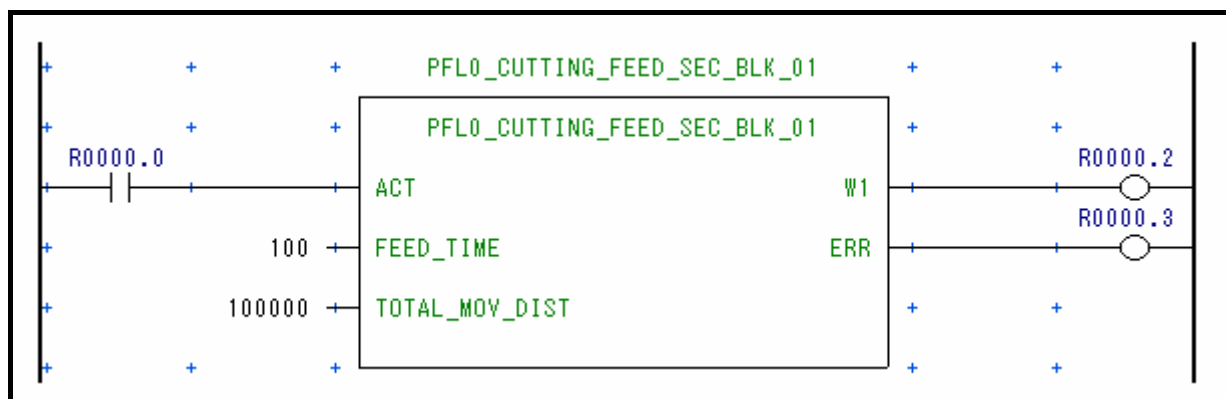 PFL0_CUTTING_FEED_SEC_BLK_01
PFL0_CUTTING_FEED_SEC_BLK_01
R0000.0
R0000.2
ACT
W1
R0000.3
100
FEED_TIME
ERR
100000
TOTAL_MOV_DIST